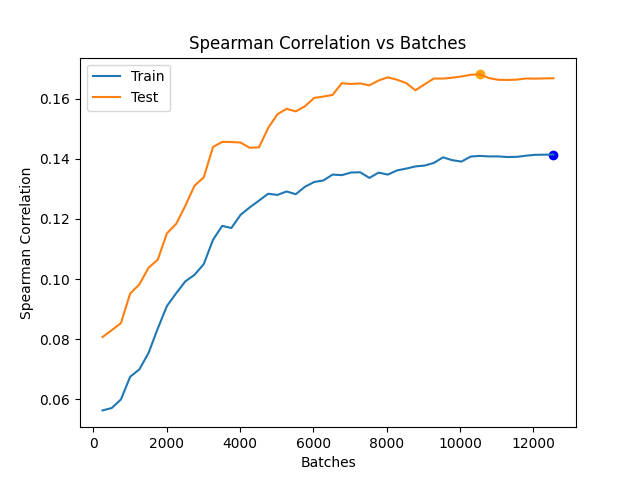 Spearman Correlation vs Batches
Train
Test
0.16
0.14
0.12
0.10
0.08
0.06
Spearman Correlation
0 2000 4000 6000 8000 10000 12000
Batches